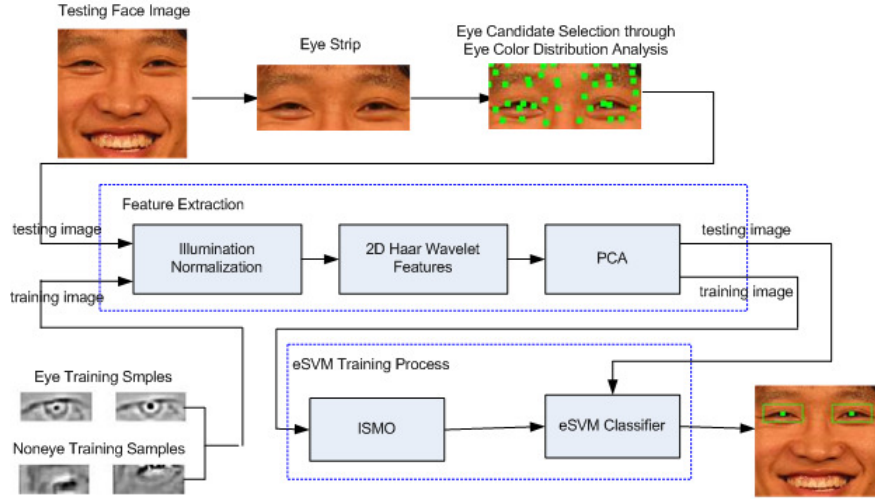 Testing Face Image
Eye Strip
Eye Candidate Selection through
Eye Color Distribution Analysis
Feature Extraction
testing image
training image
Illumination
Normalization
2D Haar Wavelet
Features
PCA
testing image
training image
eSVM Training Process
Eye Training Smples
Noneye Training Samples
ISMO
eSVM Classifier